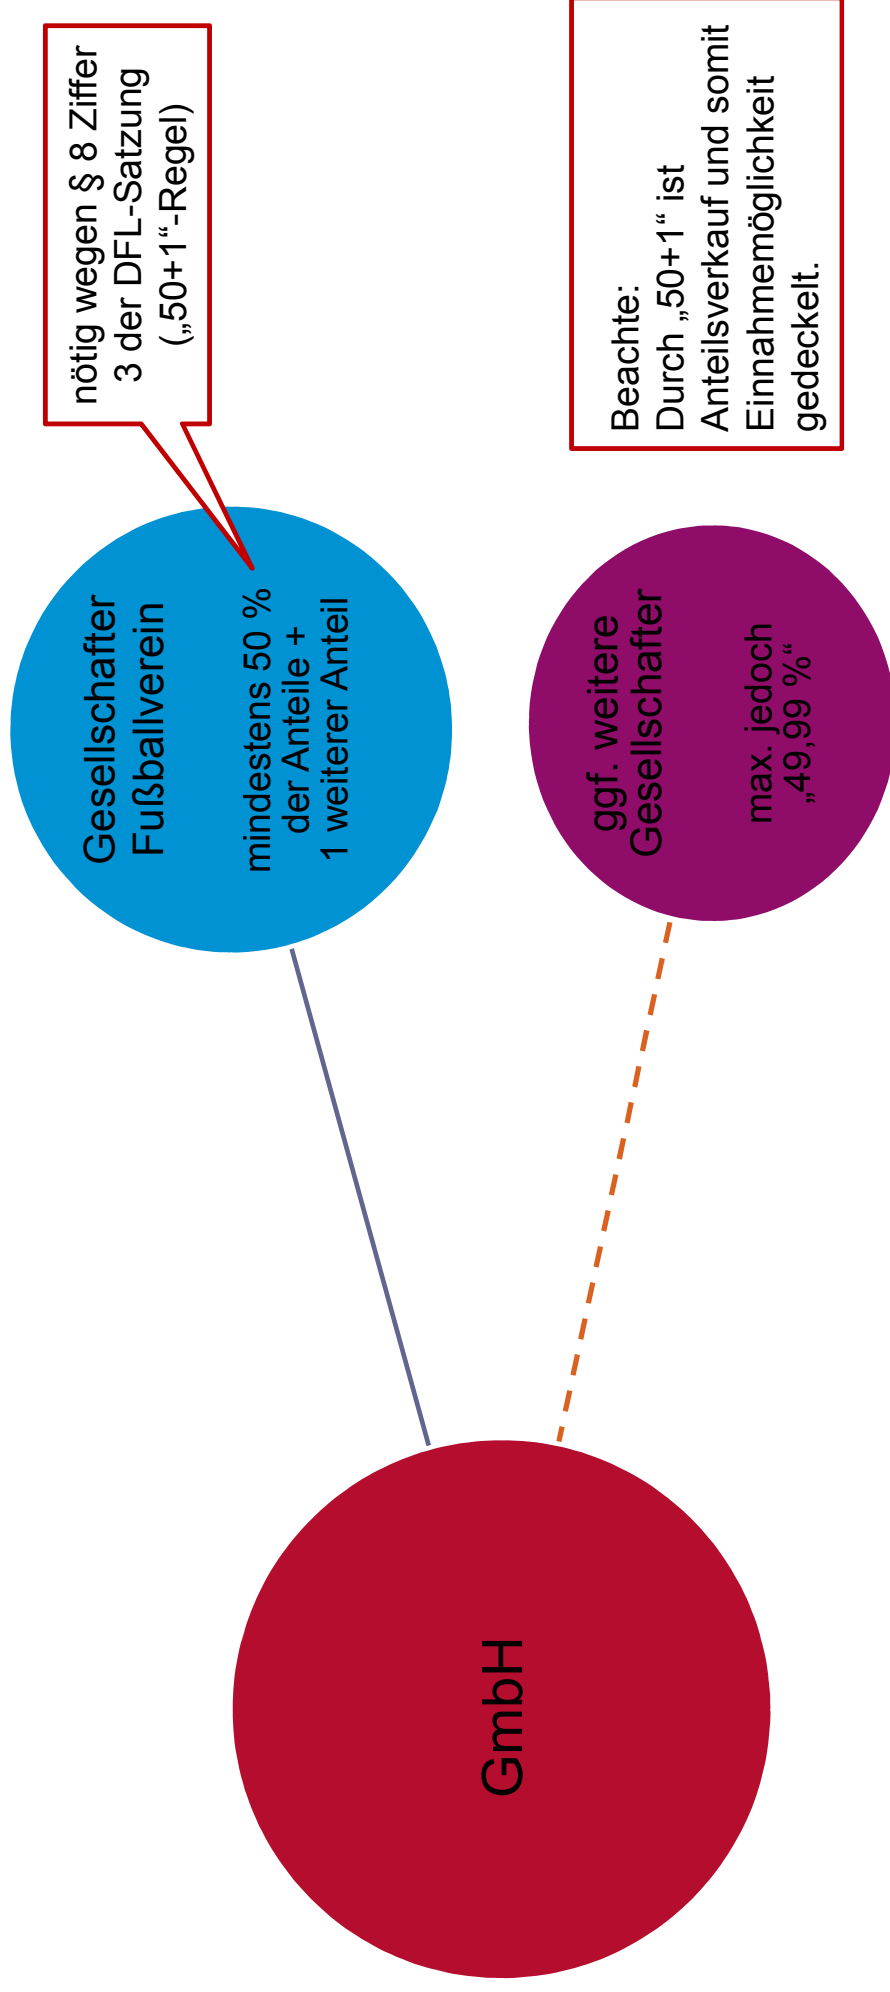 GmbH
Gesellschafter
Fußballverein
mindestens 50 %
der Anteile +
1 weiterer Anteil
nötig wegen § 8 Ziffer
3 der DFL-Satzung
(„50+1“-Regel)
ggf. weitere
Gesellschafter
max. jedoch
„49,99 %“
Beachte:
Durch „50+1“ ist
Anteilsverkauf und somit
Einnahmemöglichkeit
gedeckelt.